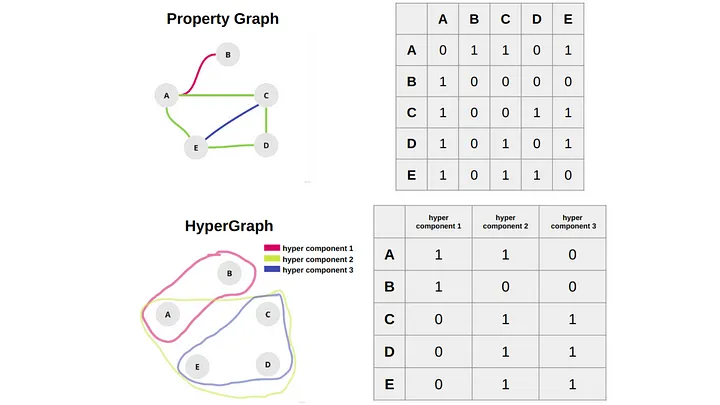 Property Graph
B
A
C
E
D
A B C D E
A 0 1 1 0 1
B 1 0 0 0 0
C 1 0 0 1 1
D 1 0 1 0 1
E 1 0 1 1 0
HyperGraph
hyper component 1
hyper component 2
hyper component 3
B
A
C
E
D
hyper hyper hyper
component 1 component 2 component 3
A 1 1 0
B 1 0 0
C 0 1 1
D 0 1 1
E 0 1 1